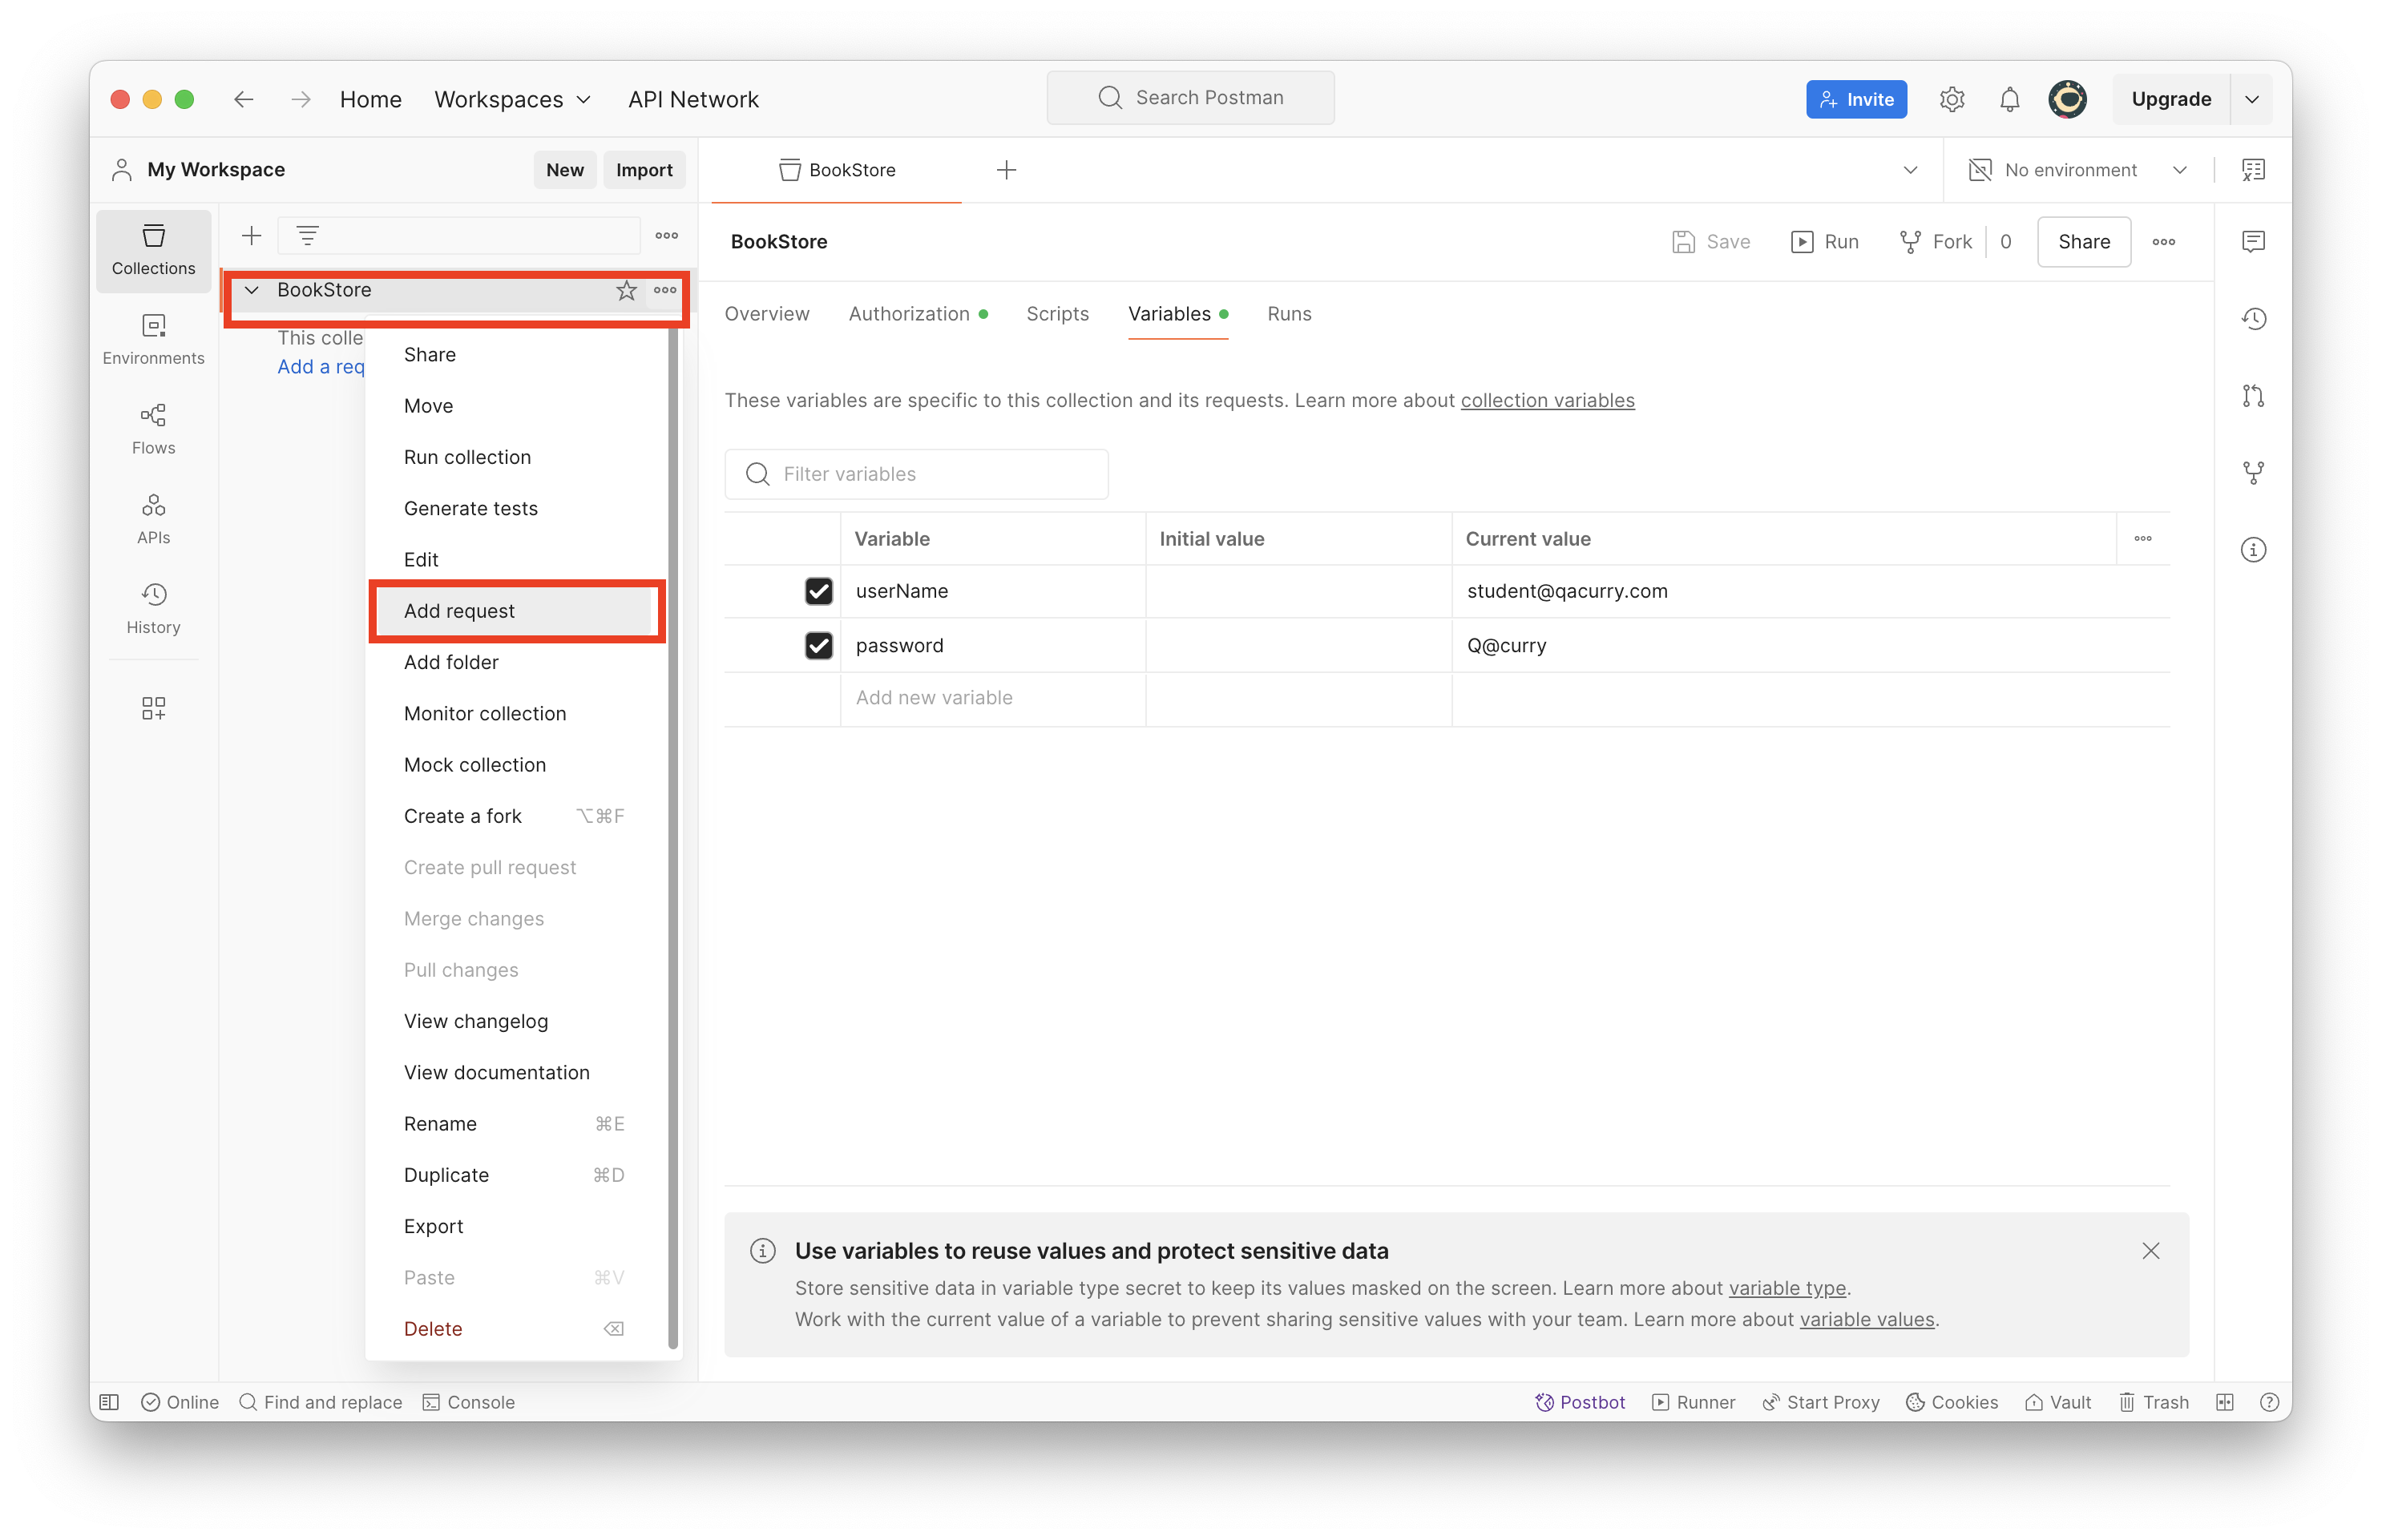 Home Workspaces API Network
Search Postman
Invite
Upgrade
My Workspace
New Import
BookStore
No environment
Collections
Environments
Flows
APIs
History
BookStore
This colle
Add a req
Share
Move
Run collection
Generate tests
Edit
Add request
Add folder
Monitor collection
Mock collection
Create a fork ⌥⌘F
Create pull request
Merge changes
Pull changes
View changelog
View documentation
Rename ⌘E
Duplicate ⌘D
Export
Paste ⌘V
Delete ⌫
BookStore
Save Run Fork 0 Share
Overview Authorization Scripts Variables Runs
These variables are specific to this collection and its requests. Learn more about collection variables
Filter variables
Variable Initial value Current value
userName student@qacurry.com
password Q@curry
Add new variable
Use variables to reuse values and protect sensitive data
Store sensitive data in variable type secret to keep its values masked on the screen. Learn more about variable type.
Work with the current value of a variable to prevent sharing sensitive values with your team. Learn more about variable values.
Online Find and replace Console
Postbot Runner Start Proxy Cookies Vault Trash